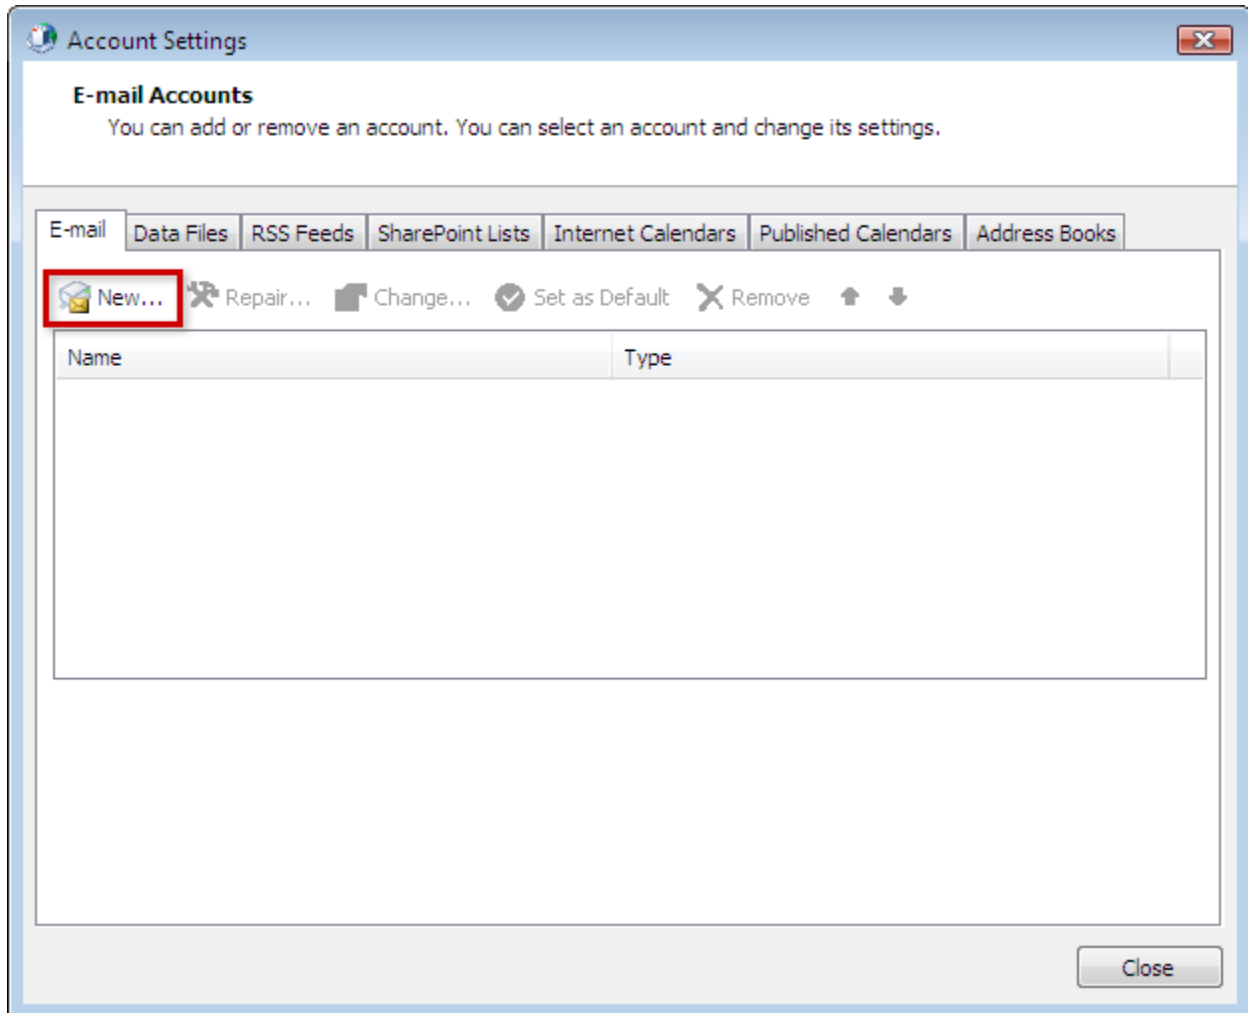 Account Settings
E-mail Accounts
You can add or remove an account. You can select an account and change its settings.
E-mail Data Files RSS Feeds SharePoint Lists Internet Calendars Published Calendars Address Books
New... Repair... Change... Set as Default Remove
Name Type
Close